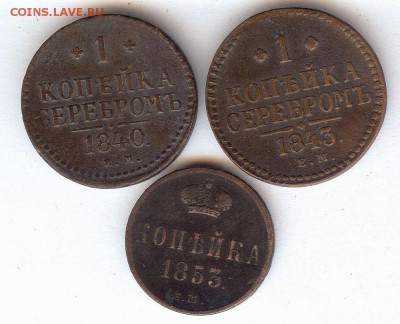 COINS.LAVE.RU
1
КОПѢЙКА
СЕРЕБРОМЪ
1840.
Е.М.
1
КОПѢЙКА
СЕРЕБРОМЪ
1843.
Е.М.
КОПѢЙКА
1853.
Е.М.